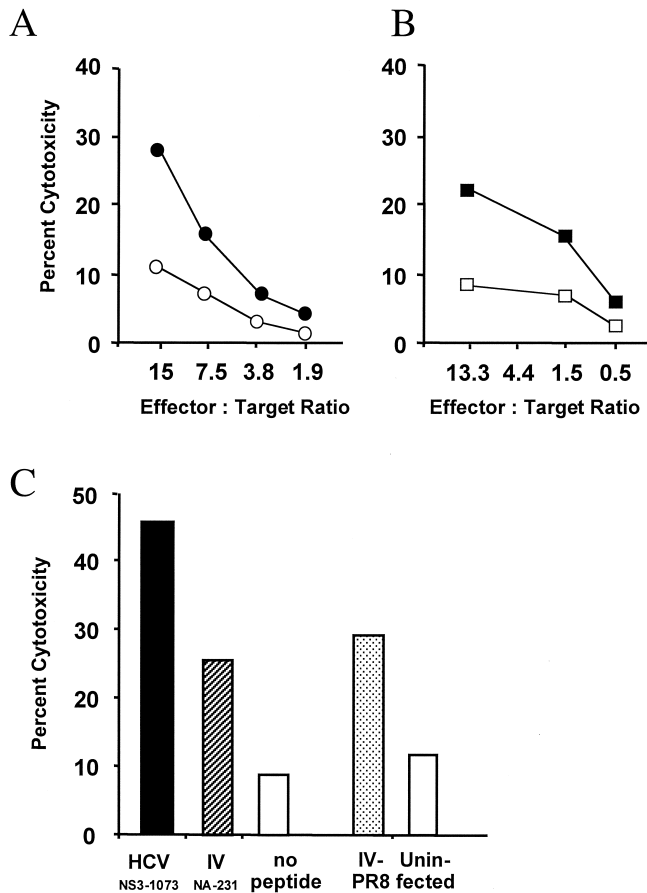 A
B
40
30
20
10
0
Percent Cytotoxicity
15 7.5 3.8 1.9
Effector : Target Ratio
40
30
20
10
0
13.3 4.4 1.5 0.5
Effector : Target Ratio
C
50
40
30
20
10
0
Percent Cytotoxicity
HCV IV no IV- Unin-
NS3-1073 NA-231 peptide PR8 fected